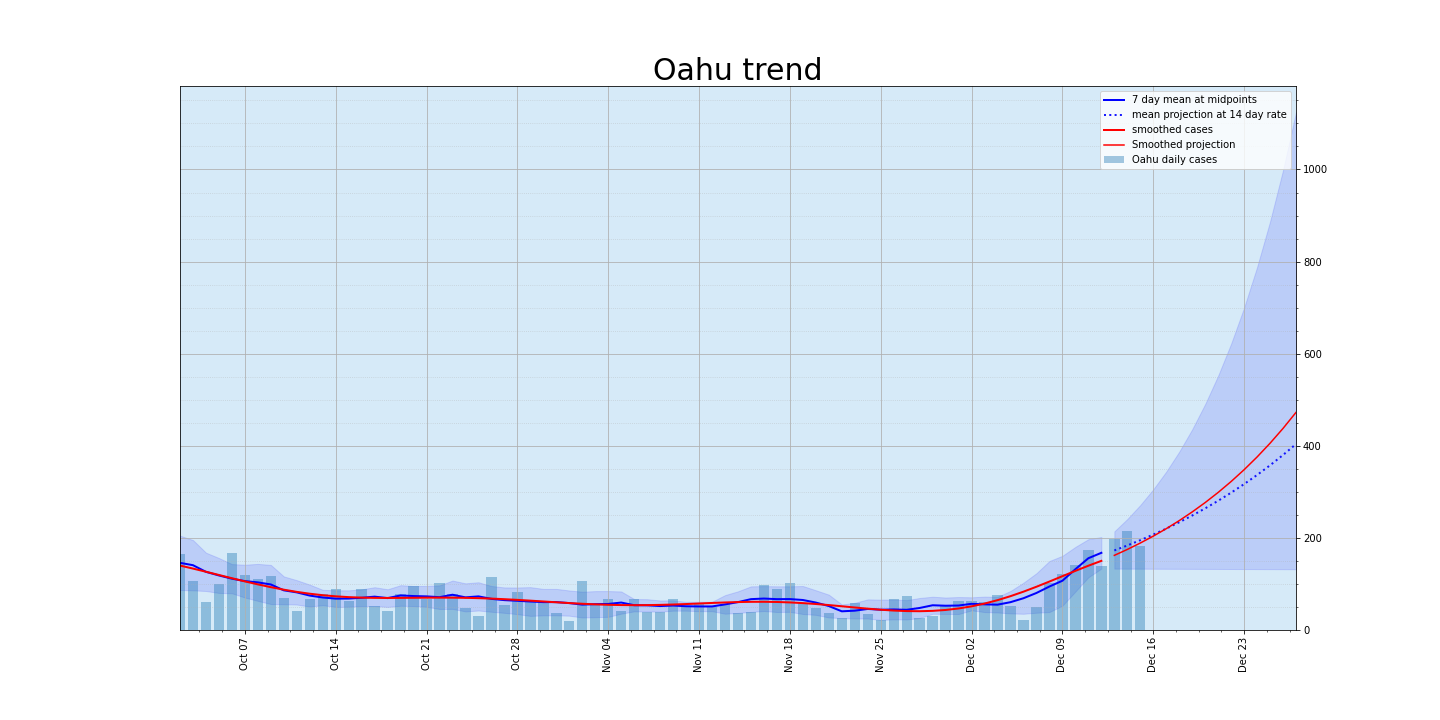 Oahu trend
7 day mean at midpoints
mean projection at 14 day rate
smoothed cases
Smoothed projection
Oahu daily cases
1000
800
600
400
200
0
Oct 07
Oct 14
Oct 21
Oct 28
Nov 04
Nov 11
Nov 18
Nov 25
Dec 02
Dec 09
Dec 16
Dec 23